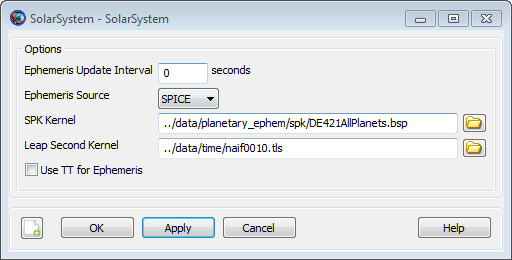 SolarSystem - SolarSystem
Options
Ephemeris Update Interval 0 seconds
Ephemeris Source SPICE
SPK Kernel ../data/planetary_ephem/spk/DE421AllPlanets.bsp
Leap Second Kernel ../data/time/naif0010.tls
Use TT for Ephemeris
OK Apply Cancel Help